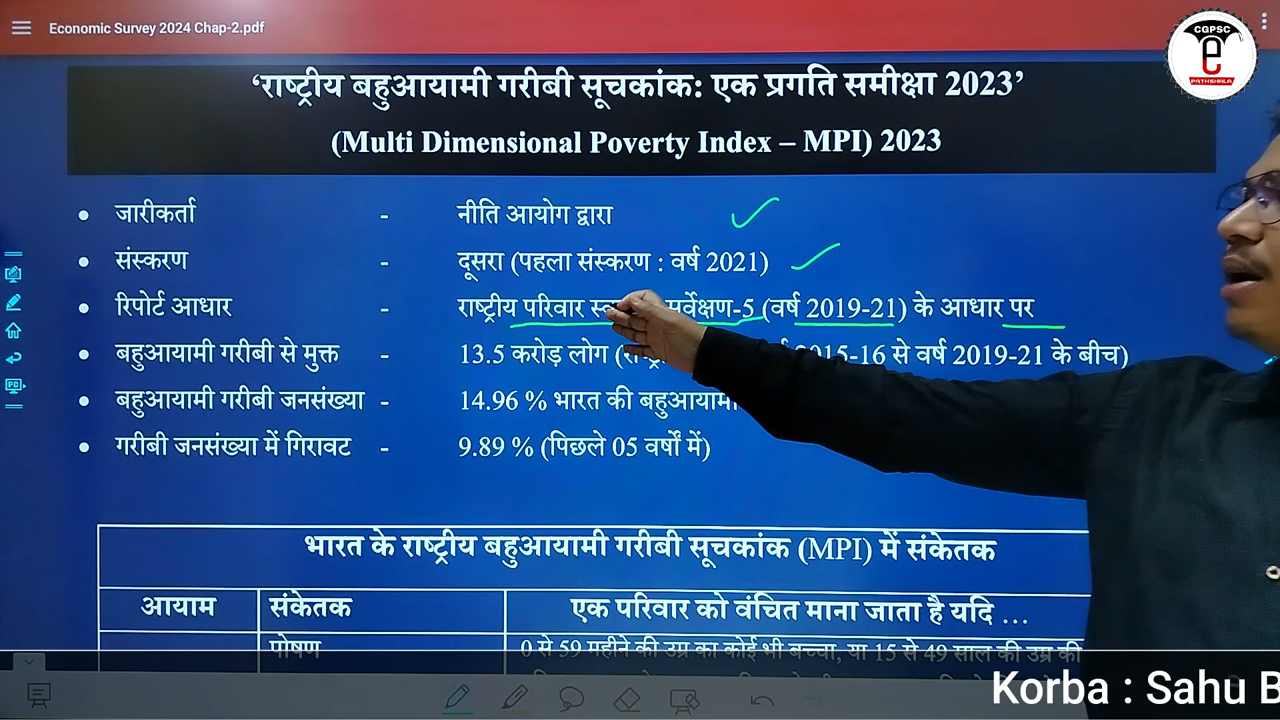 Economic Survey 2024 Chap-2.pdf
CGPSC
e
PATHSHALA
‘राष्ट्रीय बहुआयामी गरीबी सूचकांक: एक प्रगति समीक्षा 2023’
(Multi Dimensional Poverty Index – MPI) 2023
• जारीकर्ता - नीति आयोग द्वारा
• संस्करण - दूसरा (पहला संस्करण : वर्ष 2021)
• रिपोर्ट आधार - राष्ट्रीय परिवार सर्वेक्षण-5 (वर्ष 2019-21) के आधार पर
• बहुआयामी गरीबी से मुक्त - 13.5 करोड़ लोग 2015-16 से वर्ष 2019-21 के बीच)
• बहुआयामी गरीबी जनसंख्या - 14.96 % भारत की बहुआयामी
• गरीबी जनसंख्या में गिरावट - 9.89 % (पिछले 05 वर्षों में)
भारत के राष्ट्रीय बहुआयामी गरीबी सूचकांक (MPI) में संकेतक
आयाम संकेतक एक परिवार को वंचित माना जाता है यदि ...
पोषण 0 से 59 महीने की उम्र का कोई भी बच्चा, या 15 से 49 साल की उम्र की
Korba : Sahu B